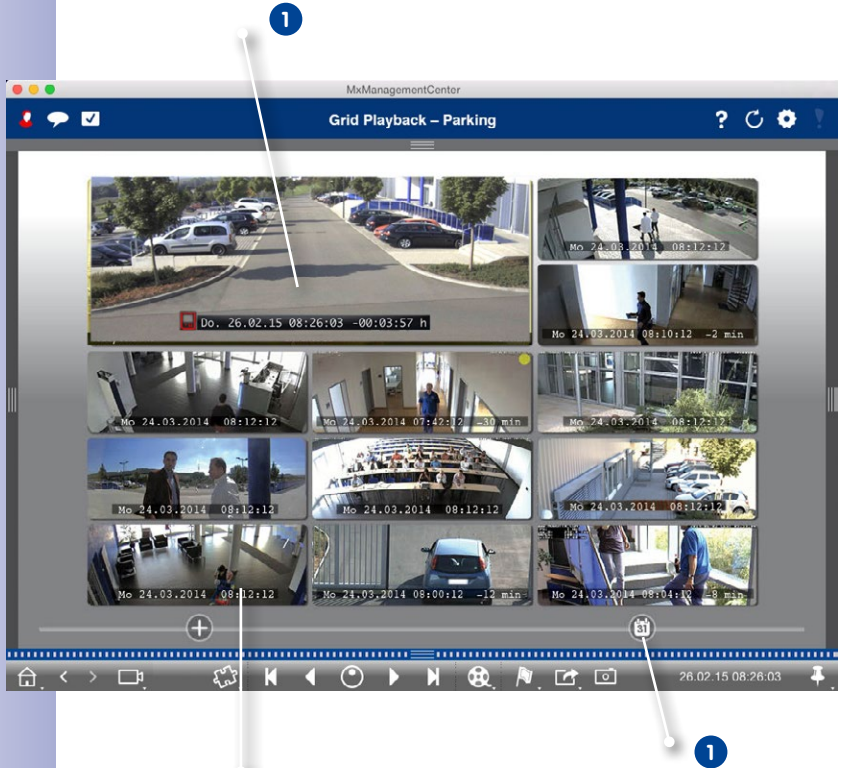 1
MxManagementCenter
Grid Playback – Parking
?
Do. 26.02.15 08:26:03 -00:03:57 h
Mo 24.03.2014 08:12:12
Mo 24.03.2014 08:10:12 -2 min
Mo 24.03.2014 08:12:12
Mo 24.03.2014 07:42:12 -30 min
Mo 24.03.2014 08:12:12
Mo 24.03.2014 08:12:12
Mo 24.03.2014 08:12:12
Mo 24.03.2014 08:12:12
Mo 24.03.2014 08:12:12
Mo 24.03.2014 08:00:12 -12 min
Mo 24.03.2014 08:04:12 -8 min
31
26.02.15 08:26:03
1